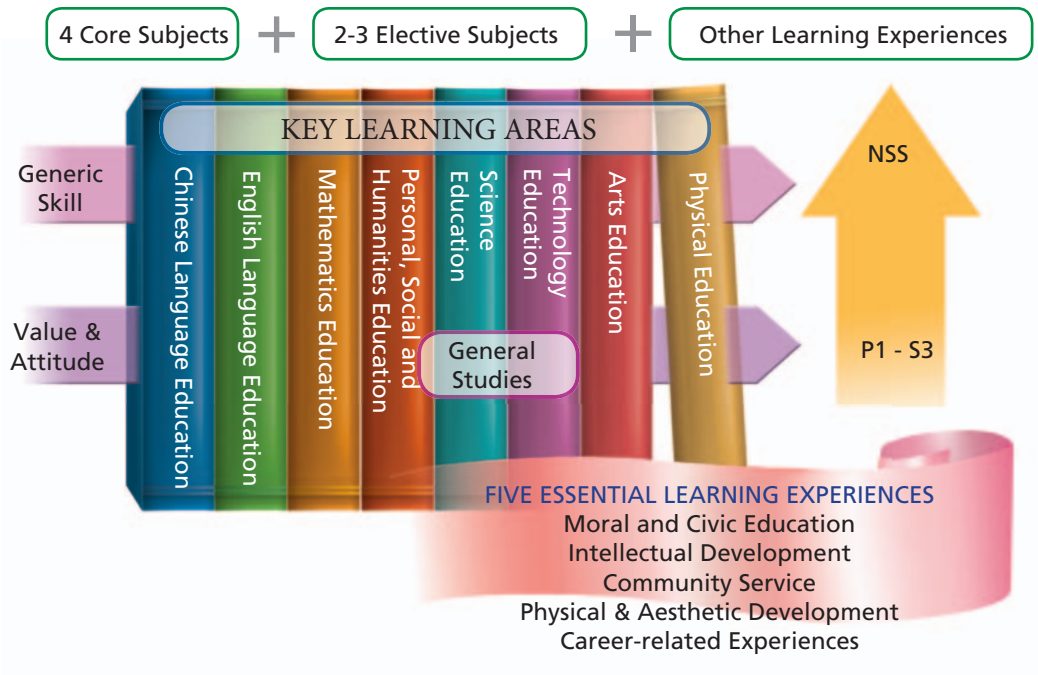 4 Core Subjects + 2-3 Elective Subjects + Other Learning Experiences
KEY LEARNING AREAS
Generic
Skill
Value &
Attitude
Chinese Language Education
English Language Education
Mathematics Education
Personal, Social and
Humanities Education
Science
Education
Technology
Education
Arts Education
Physical Education
General
Studies
NSS
P1 - S3
FIVE ESSENTIAL LEARNING EXPERIENCES
Moral and Civic Education
Intellectual Development
Community Service
Physical & Aesthetic Development
Career-related Experiences